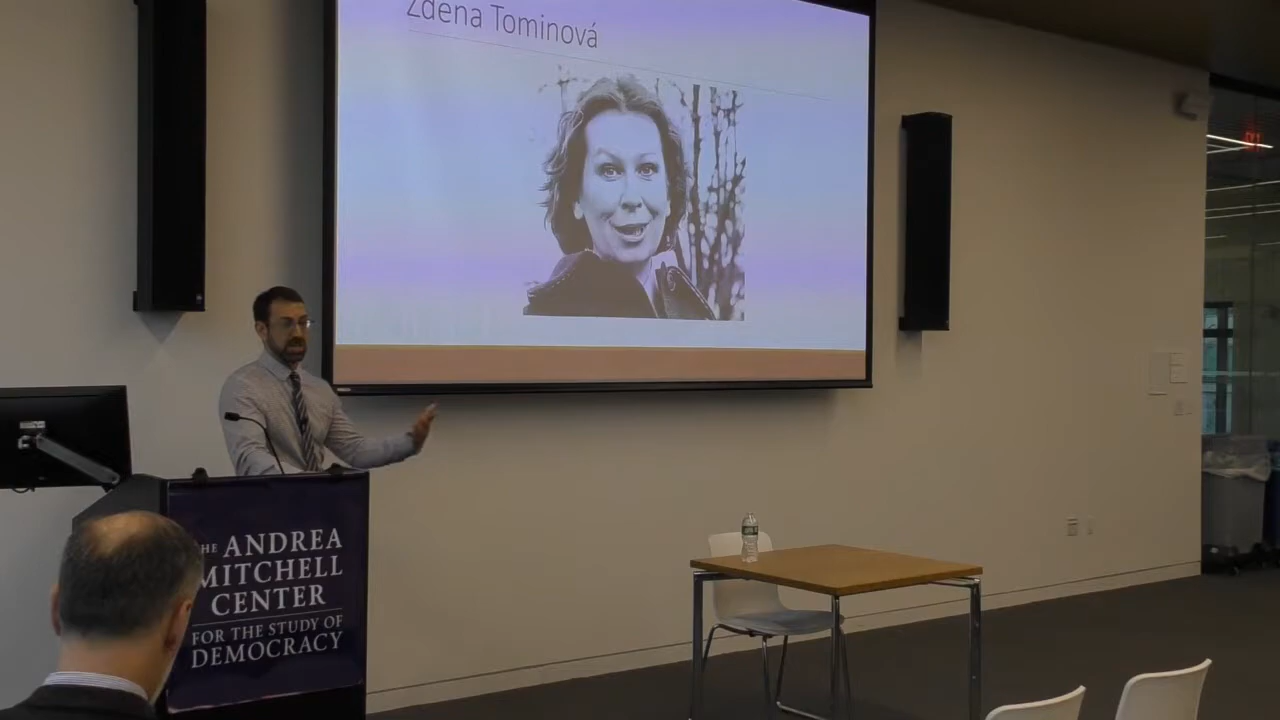 Zdena Tominová
THE ANDREA
MITCHELL
CENTER
FOR THE STUDY OF
DEMOCRACY